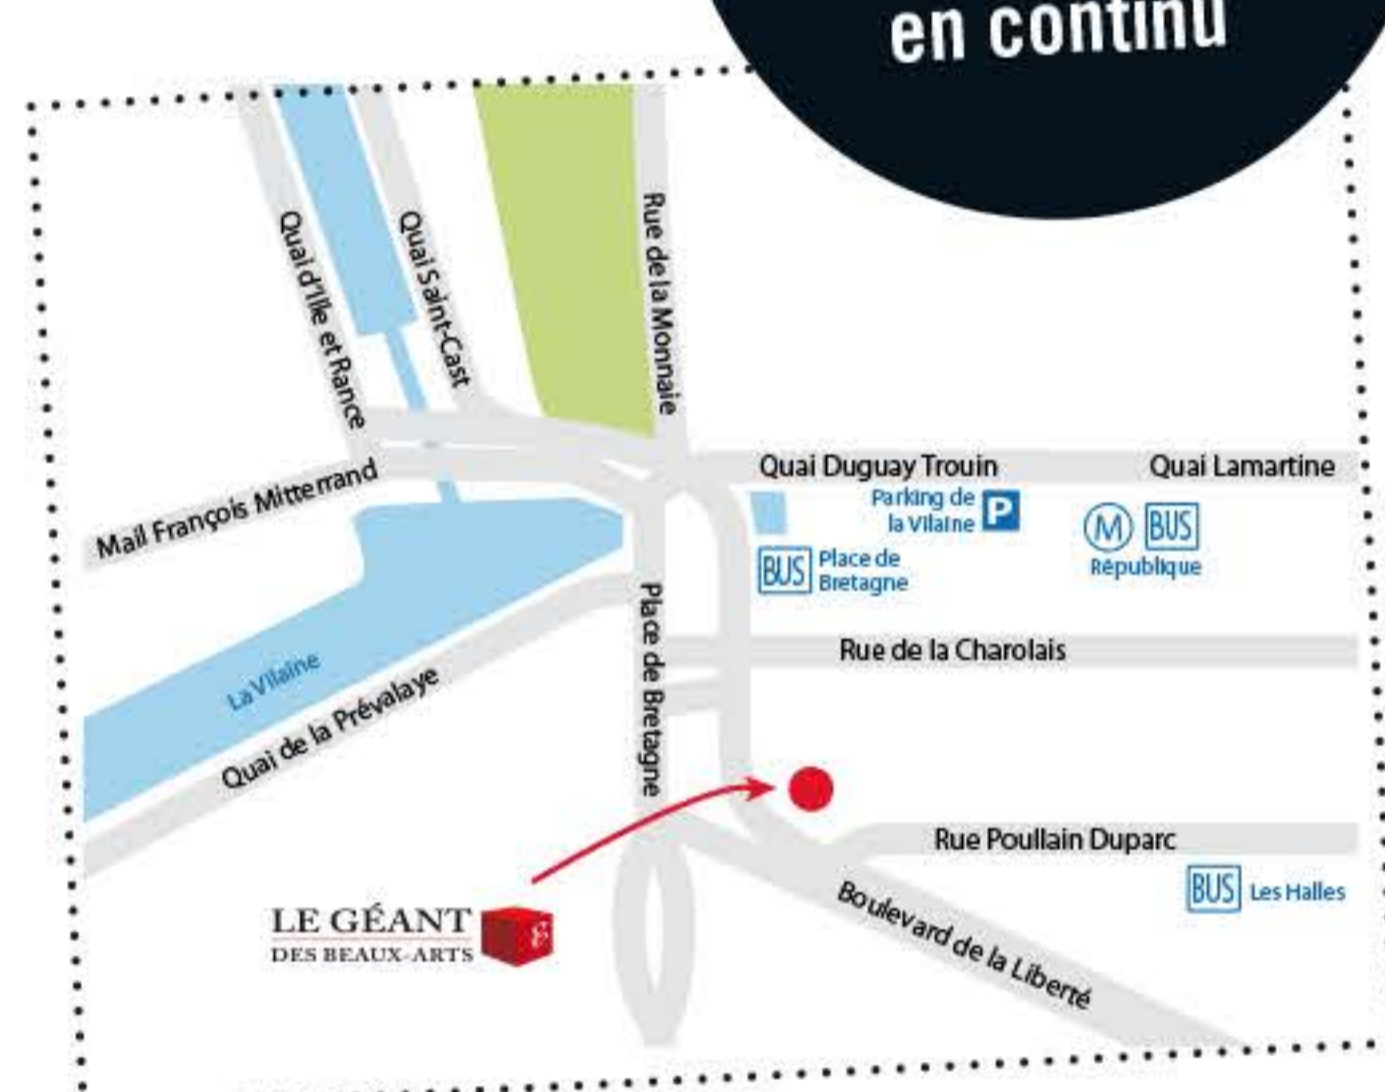 en continu
Quai d'Ille et Rance
Quai Saint-Cast
Rue de la Monnaie
Mail François Mitterrand
Quai Duguay Trouin
Quai Lamartine
Parking de
la Vilaine P
M BUS
République
BUS Place de
Bretagne
Place de Bretagne
Rue de la Charolais
La Vilaine
Quai de la Prévalaye
Rue Poullain Duparc
BUS Les Halles
Boulevard de la Liberté
LE GÉANT
DES BEAUX-ARTS
g